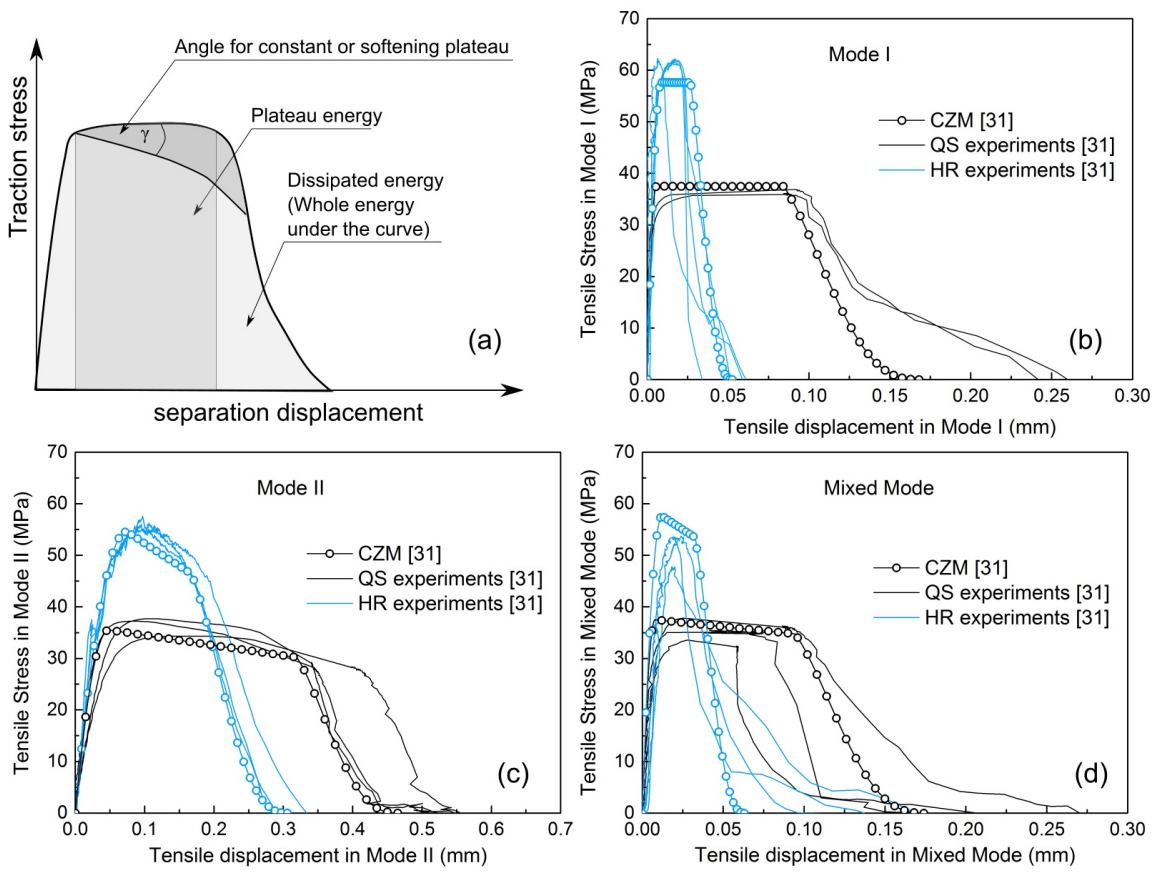 Angle for constant or softening plateau
γ
Plateau energy
Dissipated energy
(Whole energy
under the curve)
(a)
Traction stress
separation displacement
Mode I
CZM [31]
QS experiments [31]
HR experiments [31]
(b)
Tensile Stress in Mode I (MPa)
70
60
50
40
30
20
10
0
0.00 0.05 0.10 0.15 0.20 0.25 0.30
Tensile displacement in Mode I (mm)
Mode II
CZM [31]
QS experiments [31]
HR experiments [31]
(c)
Tensile Stress in Mode II (MPa)
70
60
50
40
30
20
10
0
0.0 0.1 0.2 0.3 0.4 0.5 0.6 0.7
Tensile displacement in Mode II (mm)
Mixed Mode
CZM [31]
QS experiments [31]
HR experiments [31]
(d)
Tensile Stress in Mixed Mode (MPa)
70
60
50
40
30
20
10
0
0.00 0.05 0.10 0.15 0.20 0.25 0.30
Tensile displacement in Mixed Mode (mm)